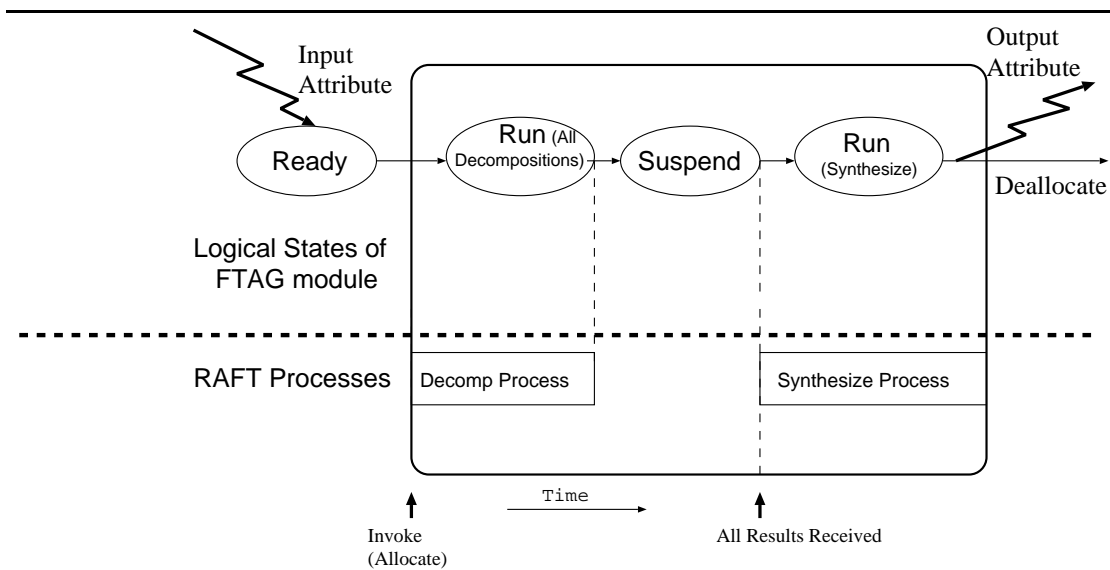 Input
Attribute
Output
Attribute
Ready
Run (All
Decompositions)
Suspend
Run
(Synthesize)
Deallocate
Logical States of
FTAG module
RAFT Processes
Decomp Process
Synthesize Process
Time
Invoke
(Allocate)
All Results Received